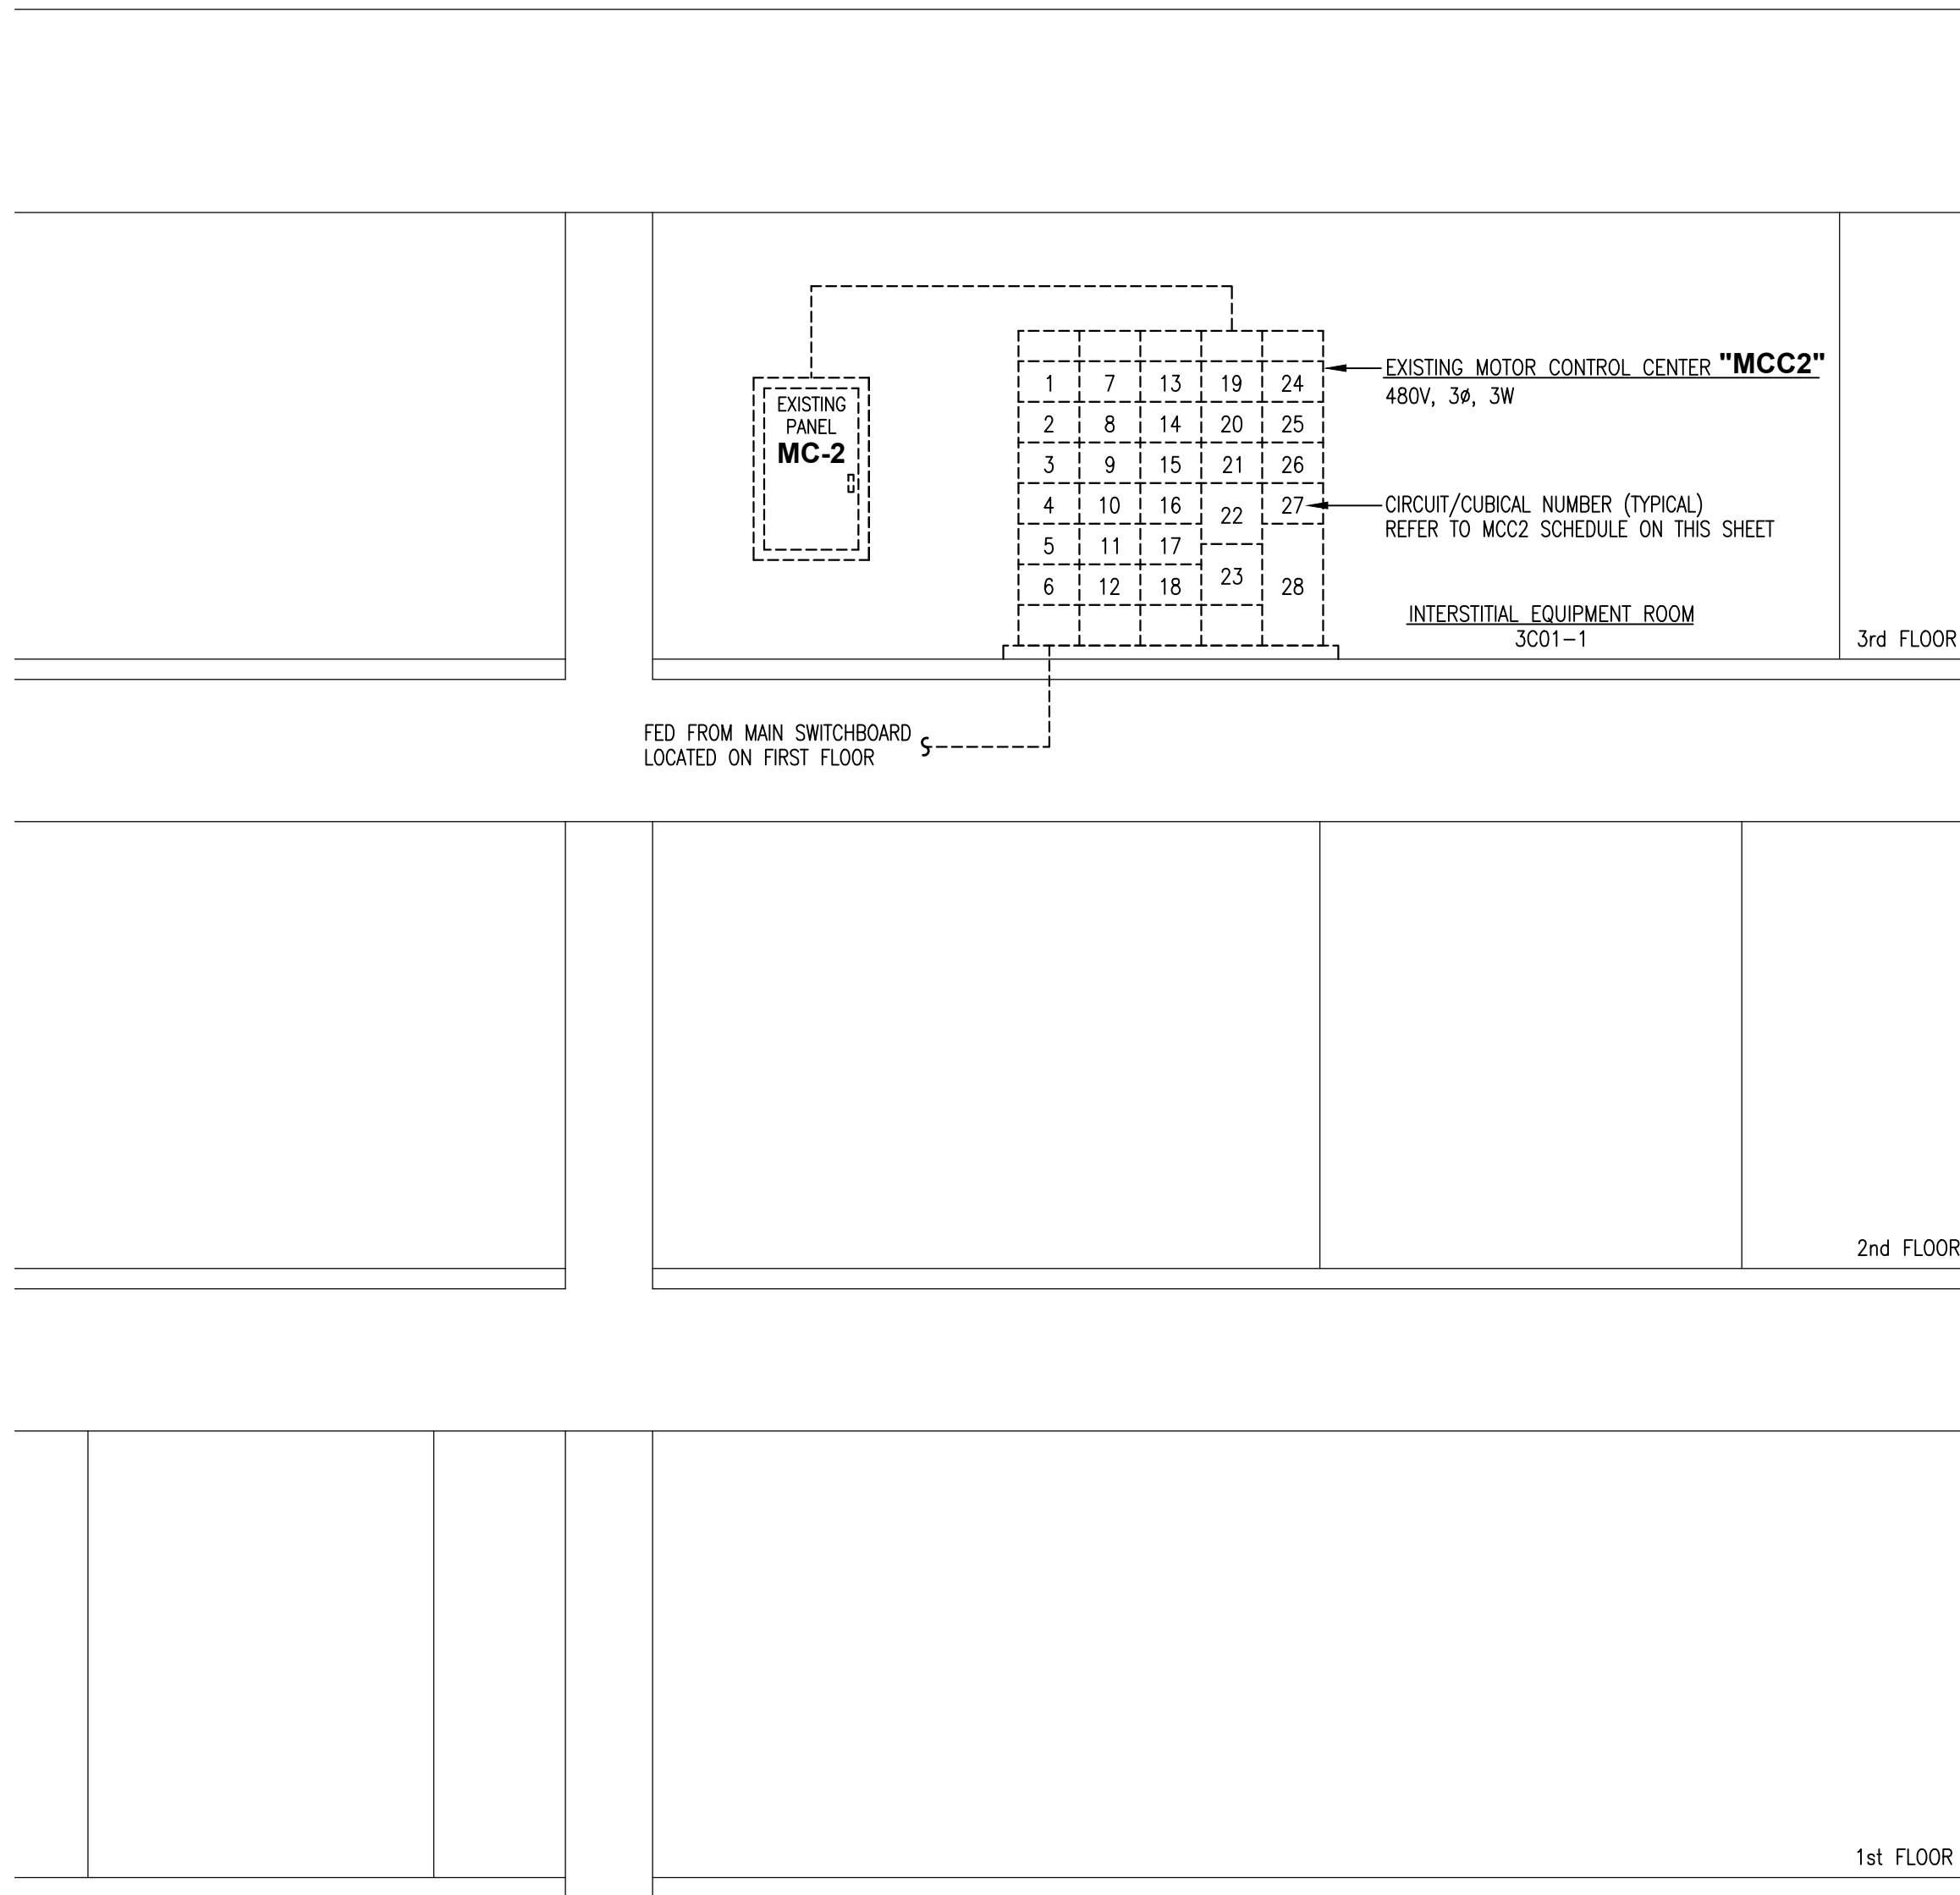 EXISTING
PANEL
MC-2
1 7 13 19 24
2 8 14 20 25
3 9 15 21 26
4 10 16 22 27
5 11 17
6 12 18 23 28
EXISTING MOTOR CONTROL CENTER "MCC2"
480V, 3ø, 3W
CIRCUIT/CUBICAL NUMBER (TYPICAL)
REFER TO MCC2 SCHEDULE ON THIS SHEET
INTERSTITIAL EQUIPMENT ROOM
3C01-1
3rd FLOOR
FED FROM MAIN SWITCHBOARD
LOCATED ON FIRST FLOOR
2nd FLOOR
1st FLOOR